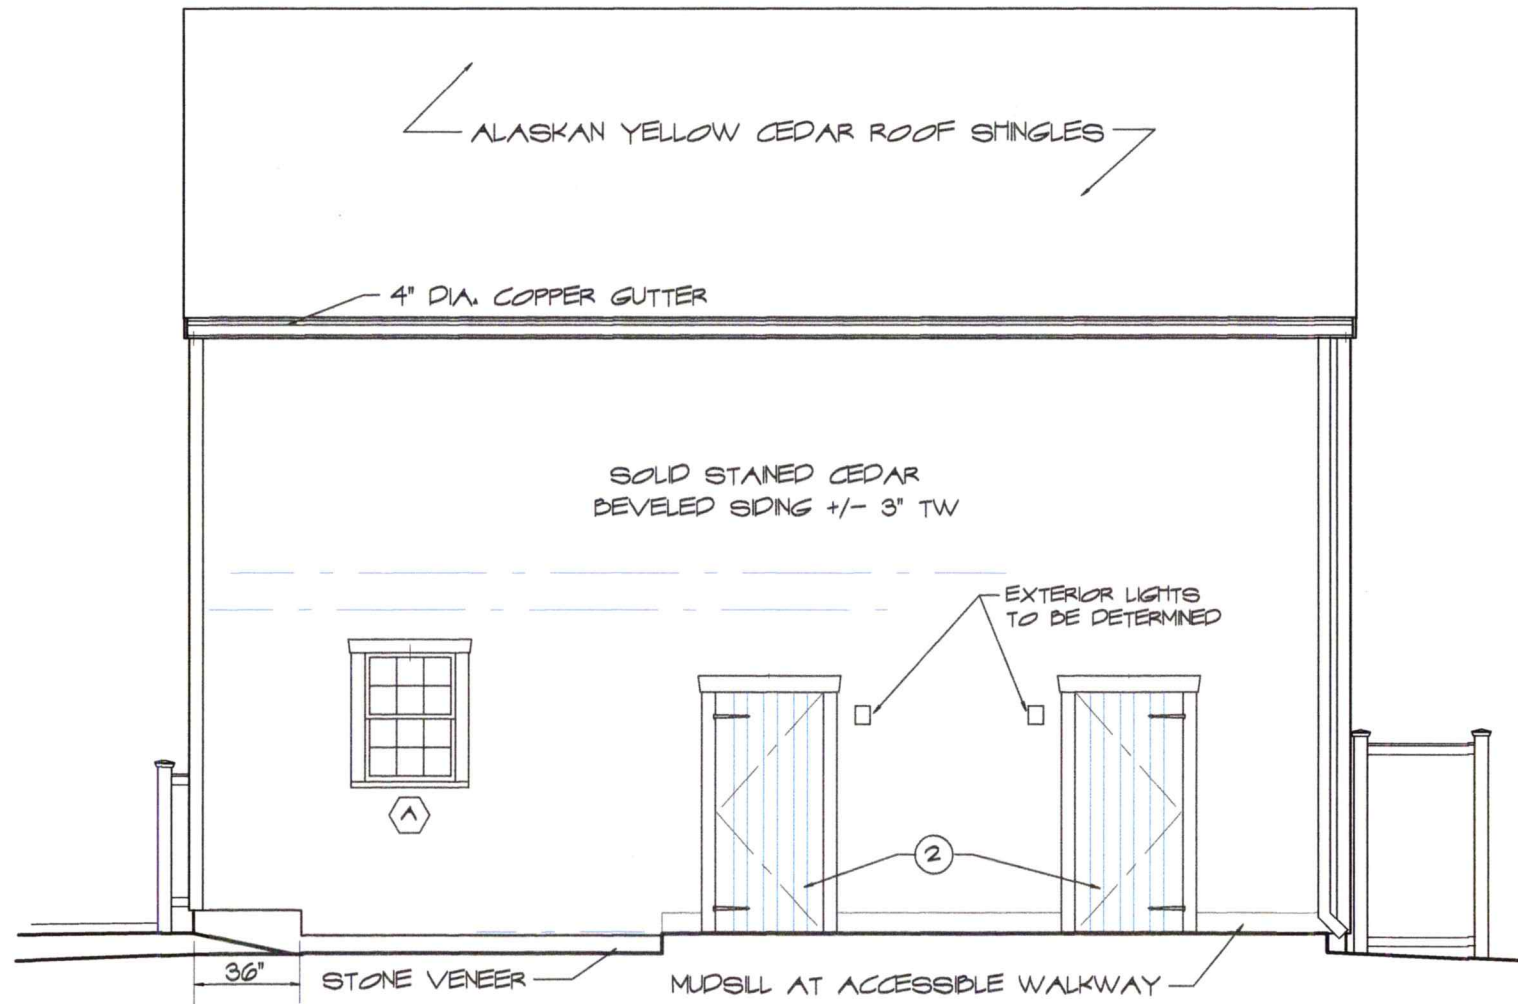 ALASKAN YELLOW CEDAR ROOF SHINGLES
4" DIA. COPPER GUTTER
SOLID STAINED CEDAR
BEVELED SIDING +/- 3" TW
EXTERIOR LIGHTS
TO BE DETERMINED
A
2
36"
STONE VENEER
MUDSILL AT ACCESSIBLE WALKWAY